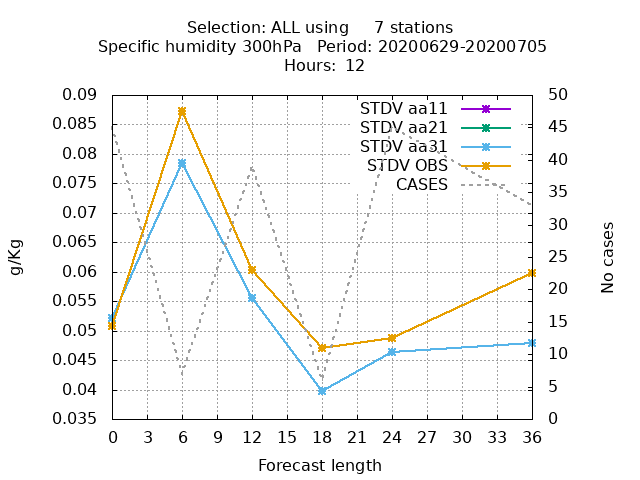 Selection: ALL using     7 stations
Specific humidity 300hPa   Period: 20200629-20200705
Hours: 12
0.09
0.085
0.08
0.075
0.07
0.065
0.06
0.055
0.05
0.045
0.04
0.035
g/Kg
STDV aa11
STDV aa21
STDV aa31
STDV OBS
CASES
50
45
40
35
30
25
20
15
10
5
0
No cases
0 3 6 9 12 15 18 21 24 27 30 33 36
Forecast length